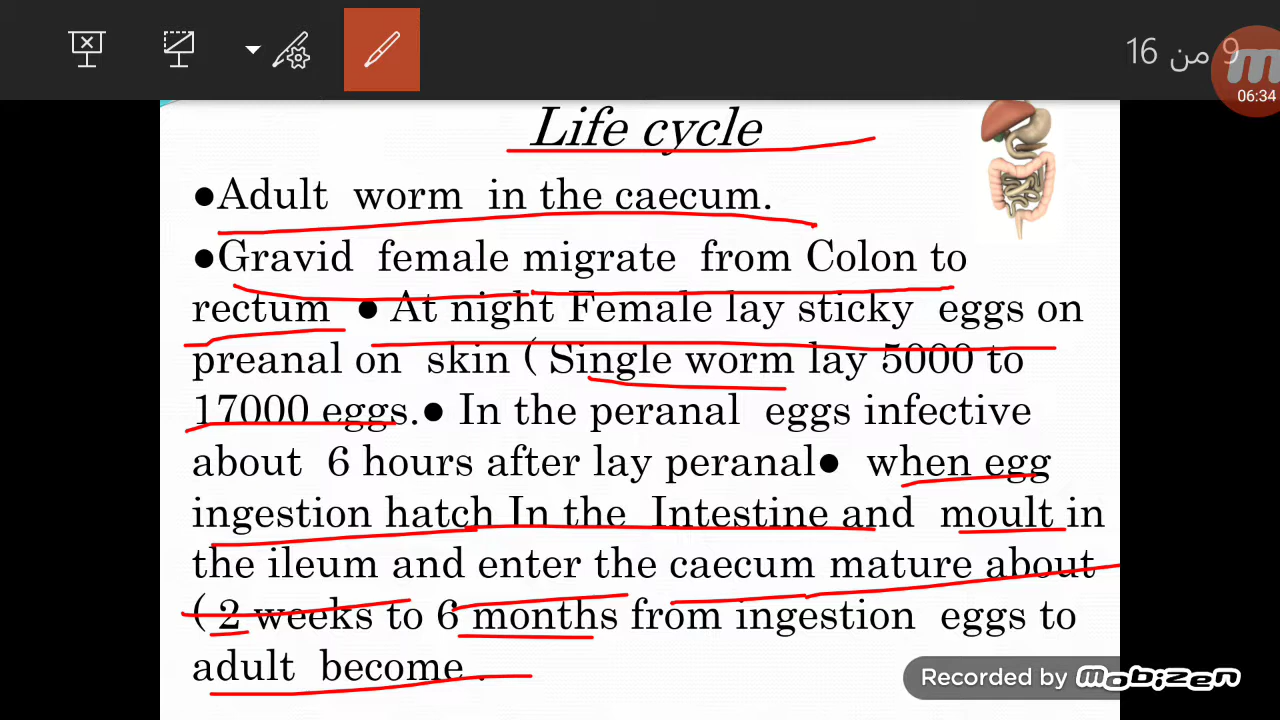 9 من 16
m
06:34
Life cycle
●Adult worm in the caecum.
●Gravid female migrate from Colon to
rectum ● At night Female lay sticky eggs on
preanal on skin ( Single worm lay 5000 to
17000 eggs.● In the peranal eggs infective
about 6 hours after lay peranal● when egg
ingestion hatch In the Intestine and moult in
the ileum and enter the caecum mature about
( 2 weeks to 6 months from ingestion eggs to
adult become .
Recorded by mobizen